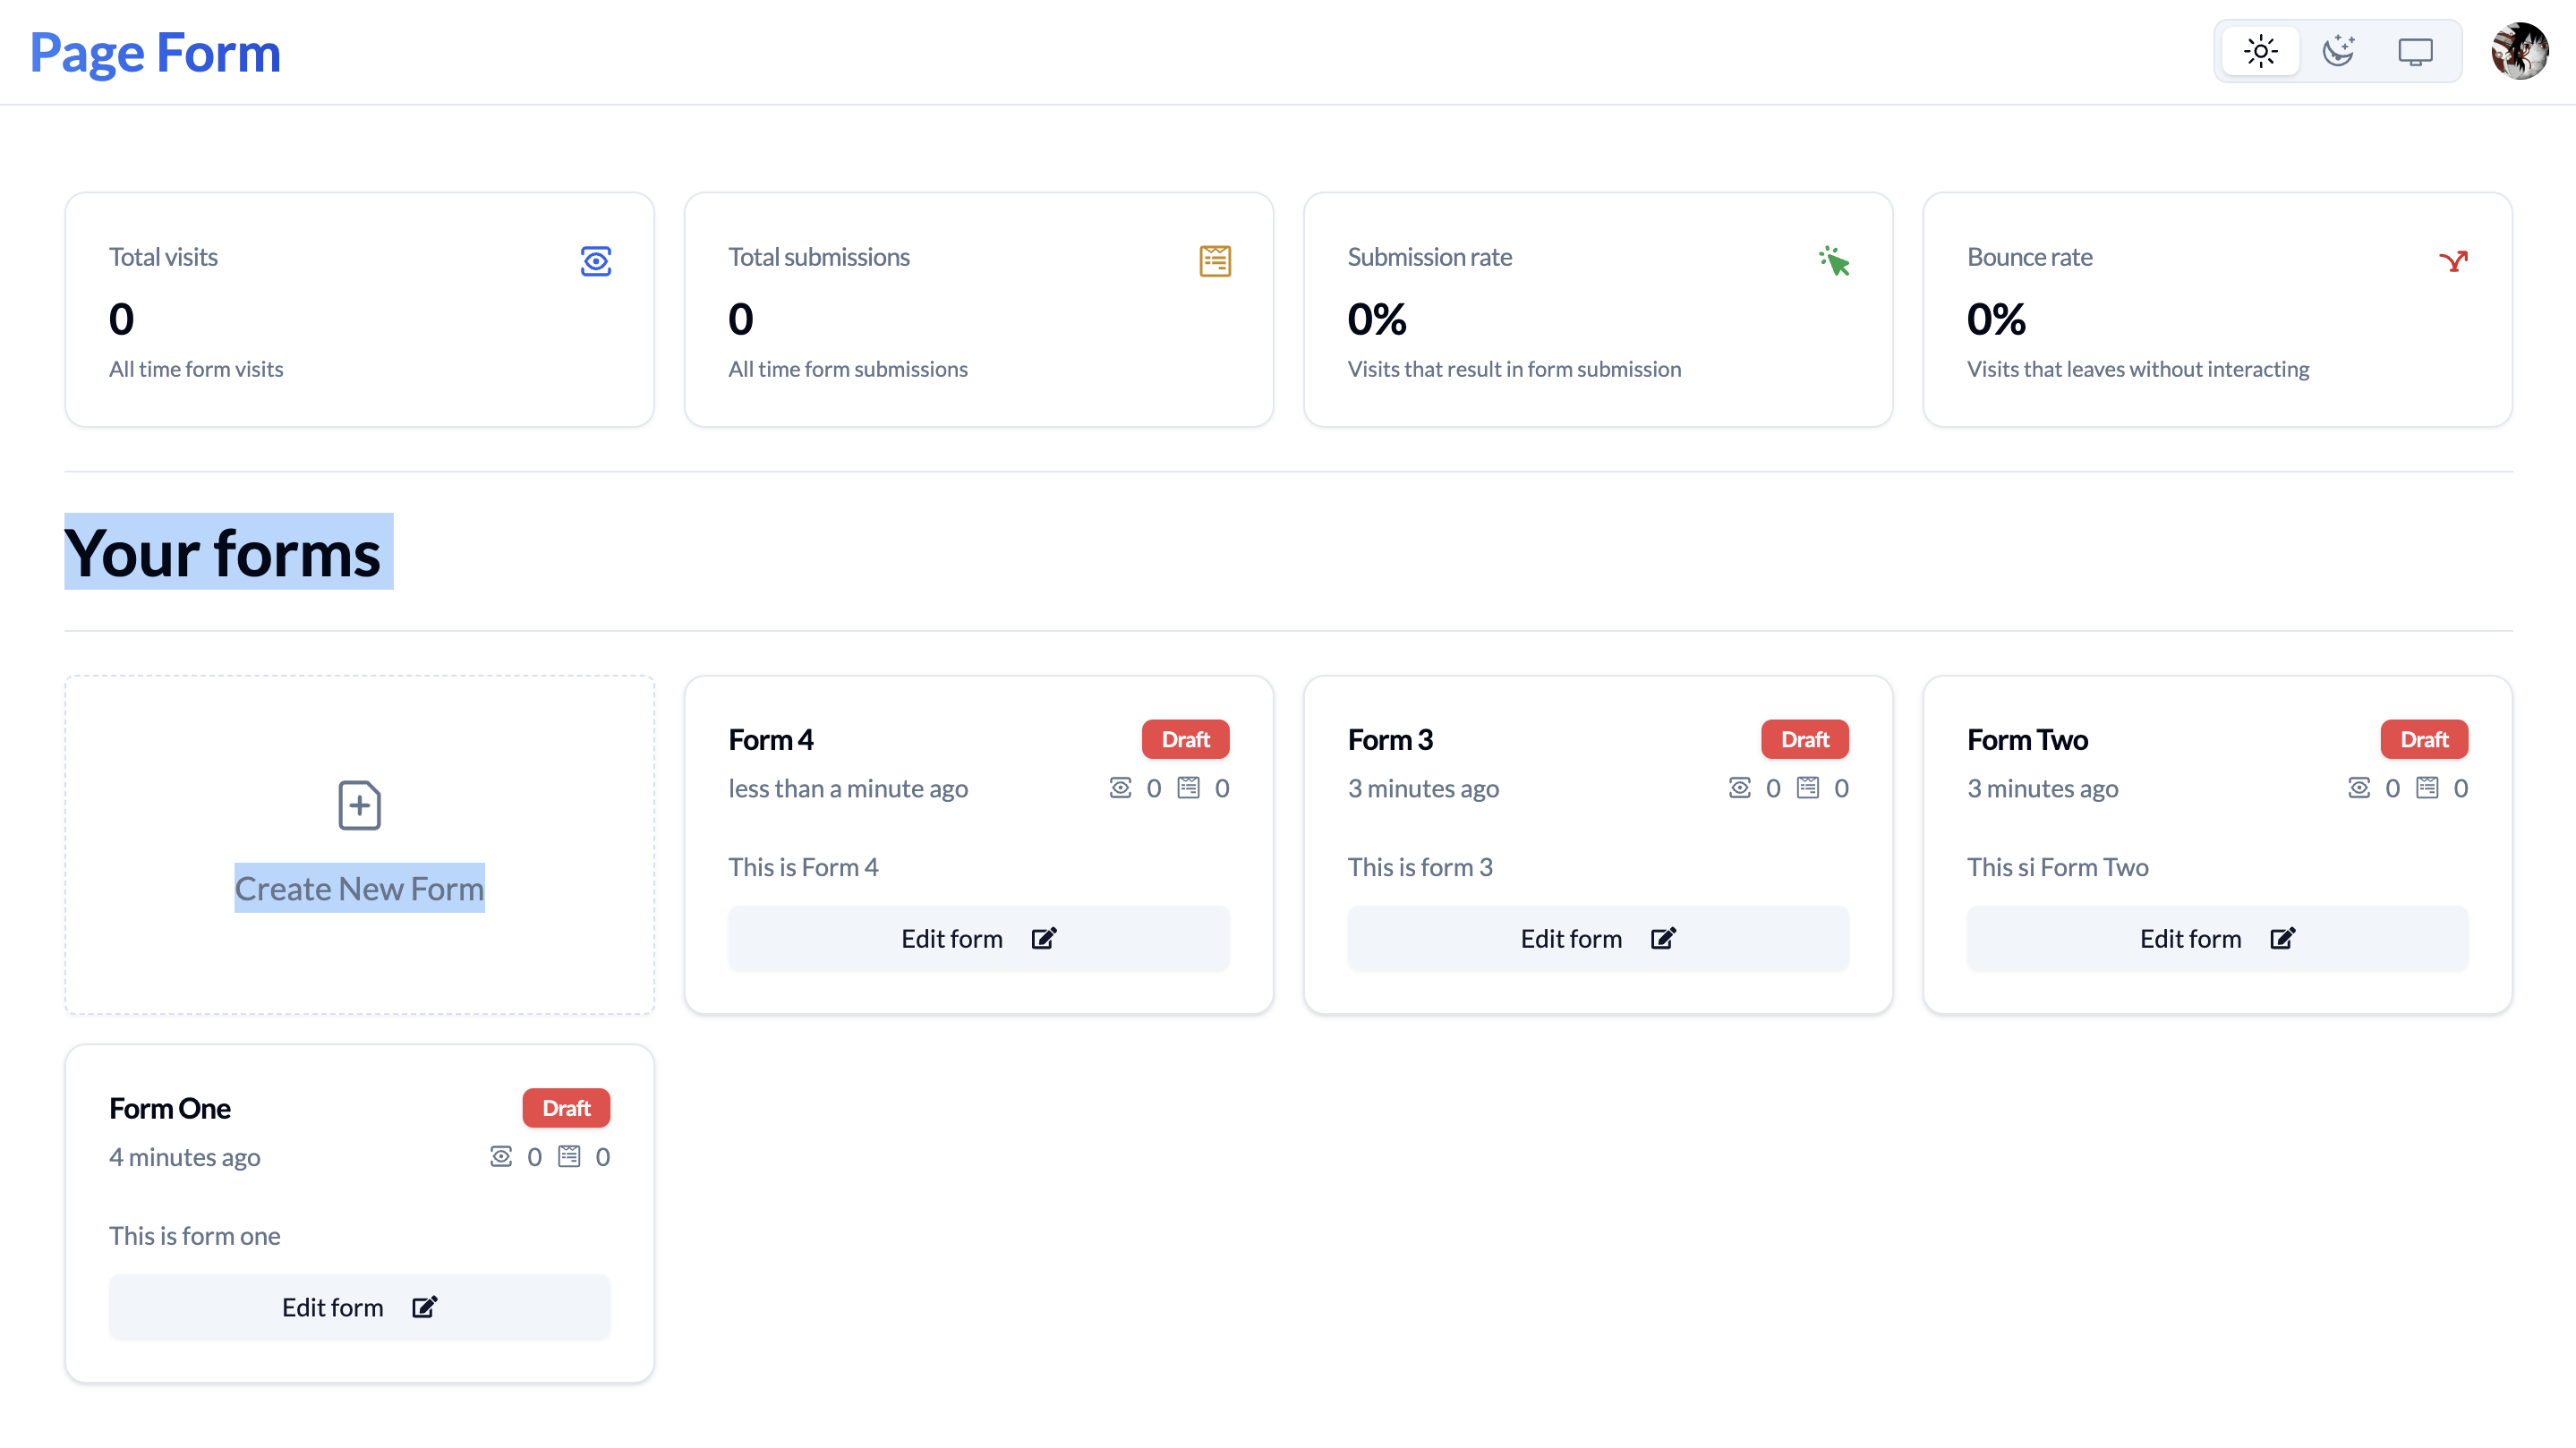 Page Form
Total visits
0
All time form visits
Total submissions
0
All time form submissions
Submission rate
0%
Visits that result in form submission
Bounce rate
0%
Visits that leaves without interacting
Your forms
Create New Form
Form 4
Draft
less than a minute ago
0 0
This is Form 4
Edit form
Form 3
Draft
3 minutes ago
0 0
This is form 3
Edit form
Form Two
Draft
3 minutes ago
0 0
This si Form Two
Edit form
Form One
Draft
4 minutes ago
0 0
This is form one
Edit form